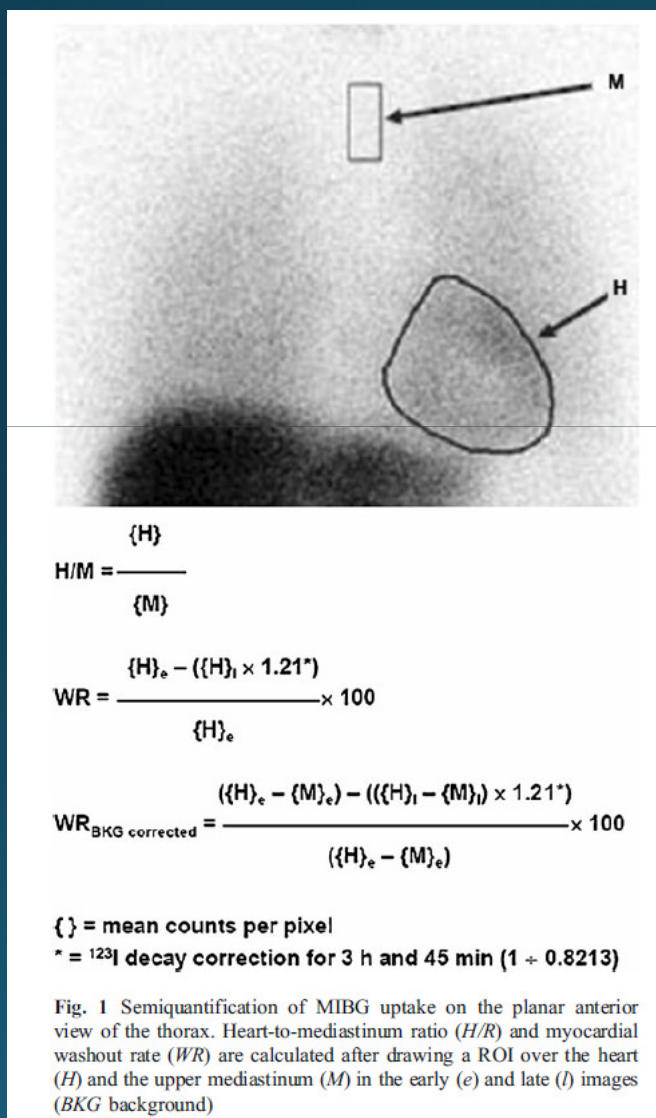 M
H
{H}
H/M =
{M}
{H}e – ({H}l × 1.21*)
WR = × 100
{H}e
({H}e – {M}e) – (({H}l – {M}l) × 1.21*)
WR BKG corrected = × 100
({H}e – {M}e)
{ } = mean counts per pixel
* = ¹²³I decay correction for 3 h and 45 min (1 ÷ 0.8213)
Fig. 1 Semiquantification of MIBG uptake on the planar anterior
view of the thorax. Heart-to-mediastinum ratio (H/R) and myocardial
washout rate (WR) are calculated after drawing a ROI over the heart
(H) and the upper mediastinum (M) in the early (e) and late (l) images
(BKG background)